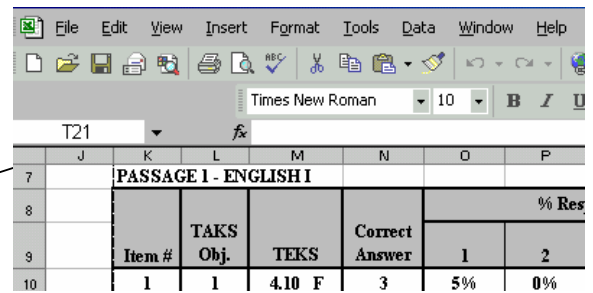 File Edit View Insert Format Tools Data Window Help
ABC
Times New Roman 10 B I U
T21 fx
J K L M N O P
7 PASSAGE 1 - ENGLISH I
8 % Res
TAKS Correct
9 Item # Obj. TEKS Answer 1 2
10 1 1 4.10 F 3 5% 0%